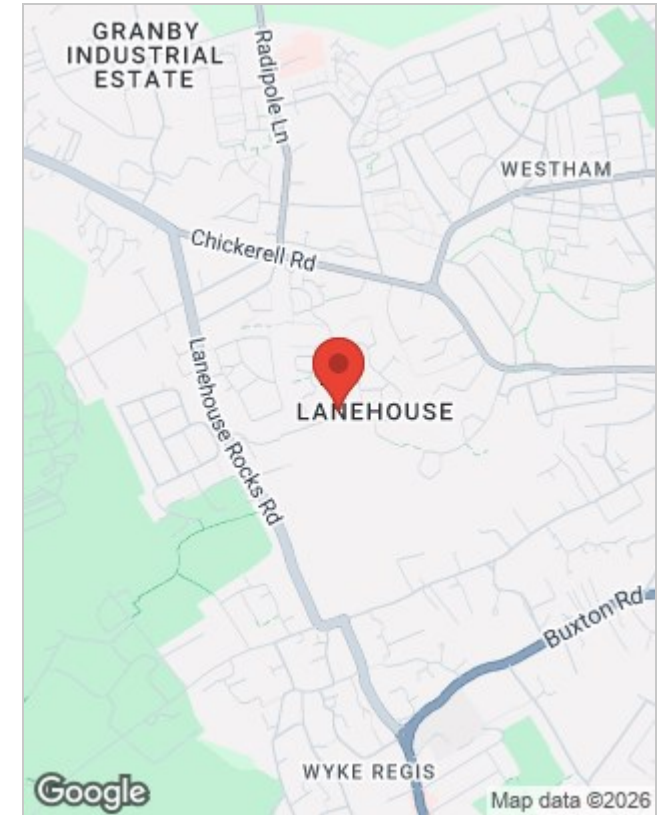 GRANBY
INDUSTRIAL
ESTATE
Radipole Ln
WESTHAM
Chickerell Rd
Lanehouse Rocks Rd
LANEHOUSE
Buxton Rd
WYKE REGIS
Google
Map data ©2026